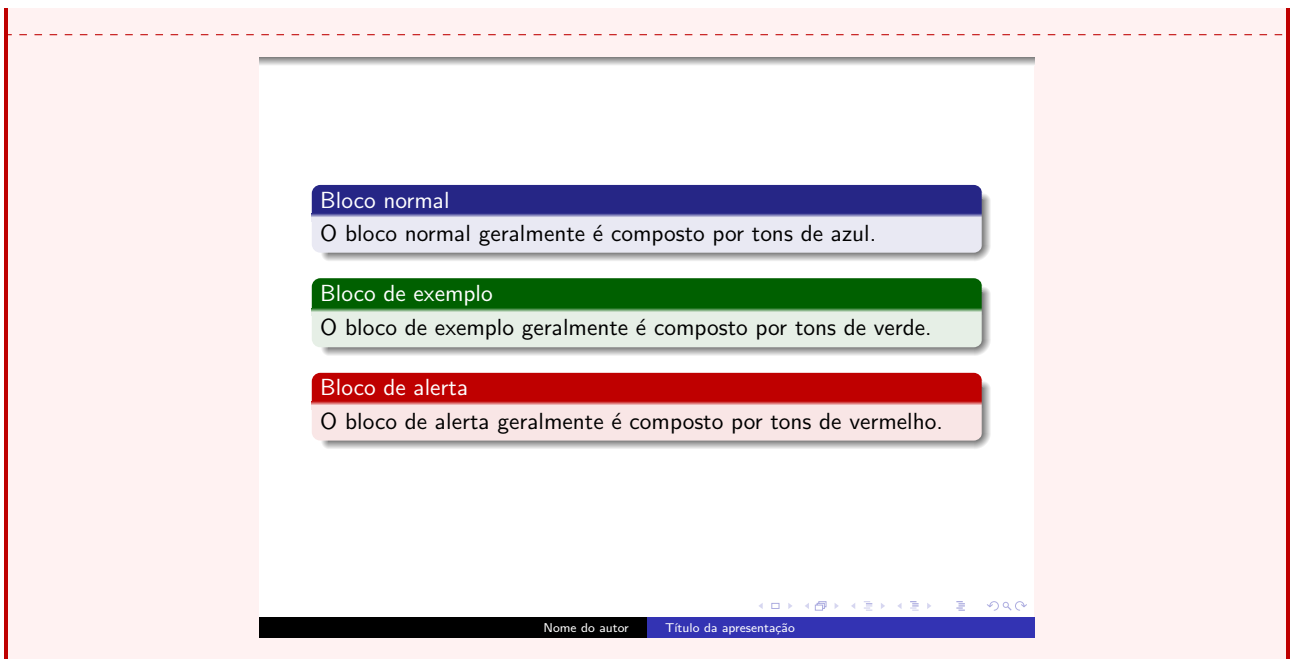 Bloco normal
O bloco normal geralmente é composto por tons de azul.
Bloco de exemplo
O bloco de exemplo geralmente é composto por tons de verde.
Bloco de alerta
O bloco de alerta geralmente é composto por tons de vermelho.
Nome do autor Título da apresentação